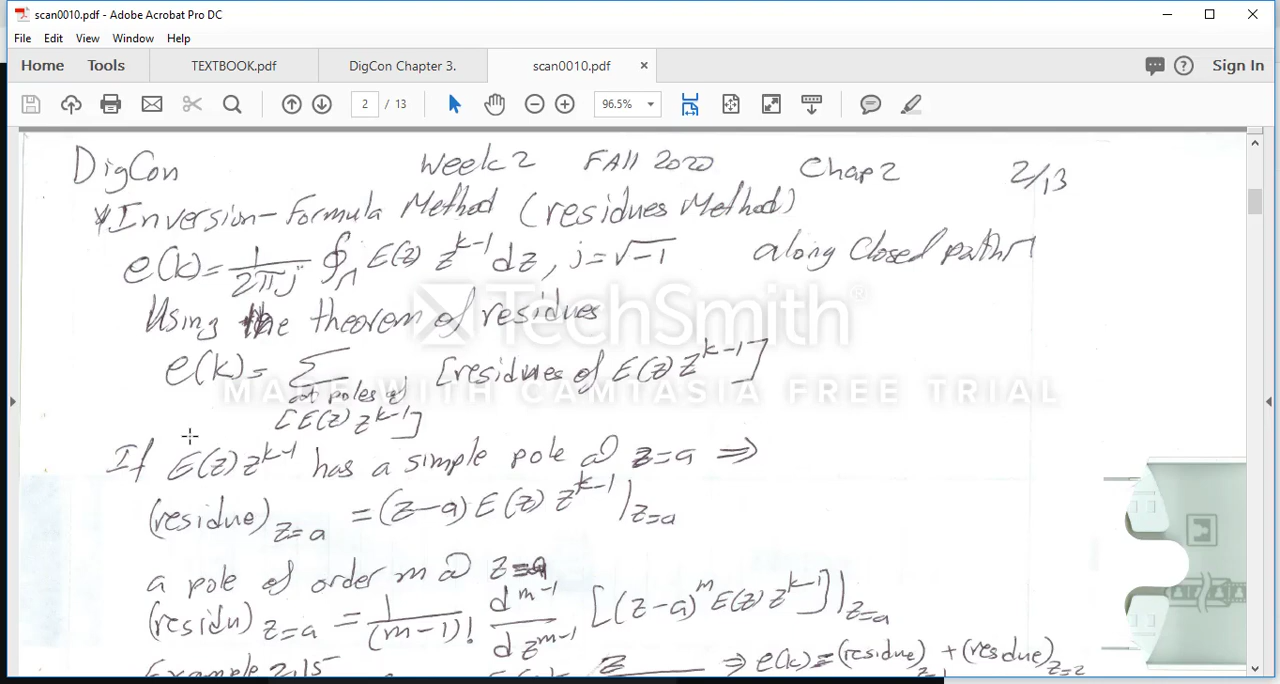 scan0010.pdf - Adobe Acrobat Pro DC
File Edit View Window Help
Home Tools TEXTBOOK.pdf DigCon Chapter 3. scan0010.pdf × Sign In
2 / 13 96.5%
DigCon Week 2 FAll 2020 Chap 2 2/13
* Inversion-Formula Method (residues Method)
e(k)= 1/2πj ∮Γ E(z) z^{k-1} dz, j=√-1 along closed path Γ
Using the theorem of residues
e(k)= Σ [residues of E(z) z^{k-1}]
at poles of
[E(z) z^{k-1}]
TechSmith®
MADE WITH CAMTASIA FREE TRIAL
If E(z) z^{k-1} has a simple pole @ z=a ⇒
(residue)_{z=a} = (z-a) E(z) z^{k-1} |_{z=a}
a pole of order m @ z=a
(residu)_{z=a} = 1/(m-1)! d^{m-1}/dz^{m-1} [(z-a)^m E(z) z^{k-1}] |_{z=a}
Example 2.15 z ⇒ e(k)=(residue)_{z=1} + (residue)_{z=2}